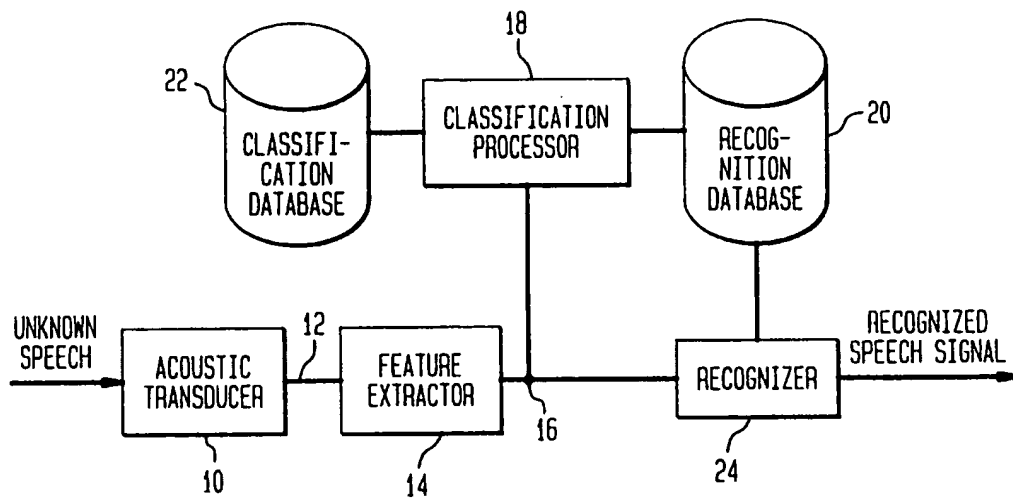 18
22
CLASSIFI-
CATION
DATABASE
CLASSIFICATION
PROCESSOR
RECOG-
NITION
DATABASE
20
UNKNOWN
SPEECH
ACOUSTIC
TRANSDUCER
10
12
FEATURE
EXTRACTOR
14
16
RECOGNIZER
24
RECOGNIZED
SPEECH SIGNAL